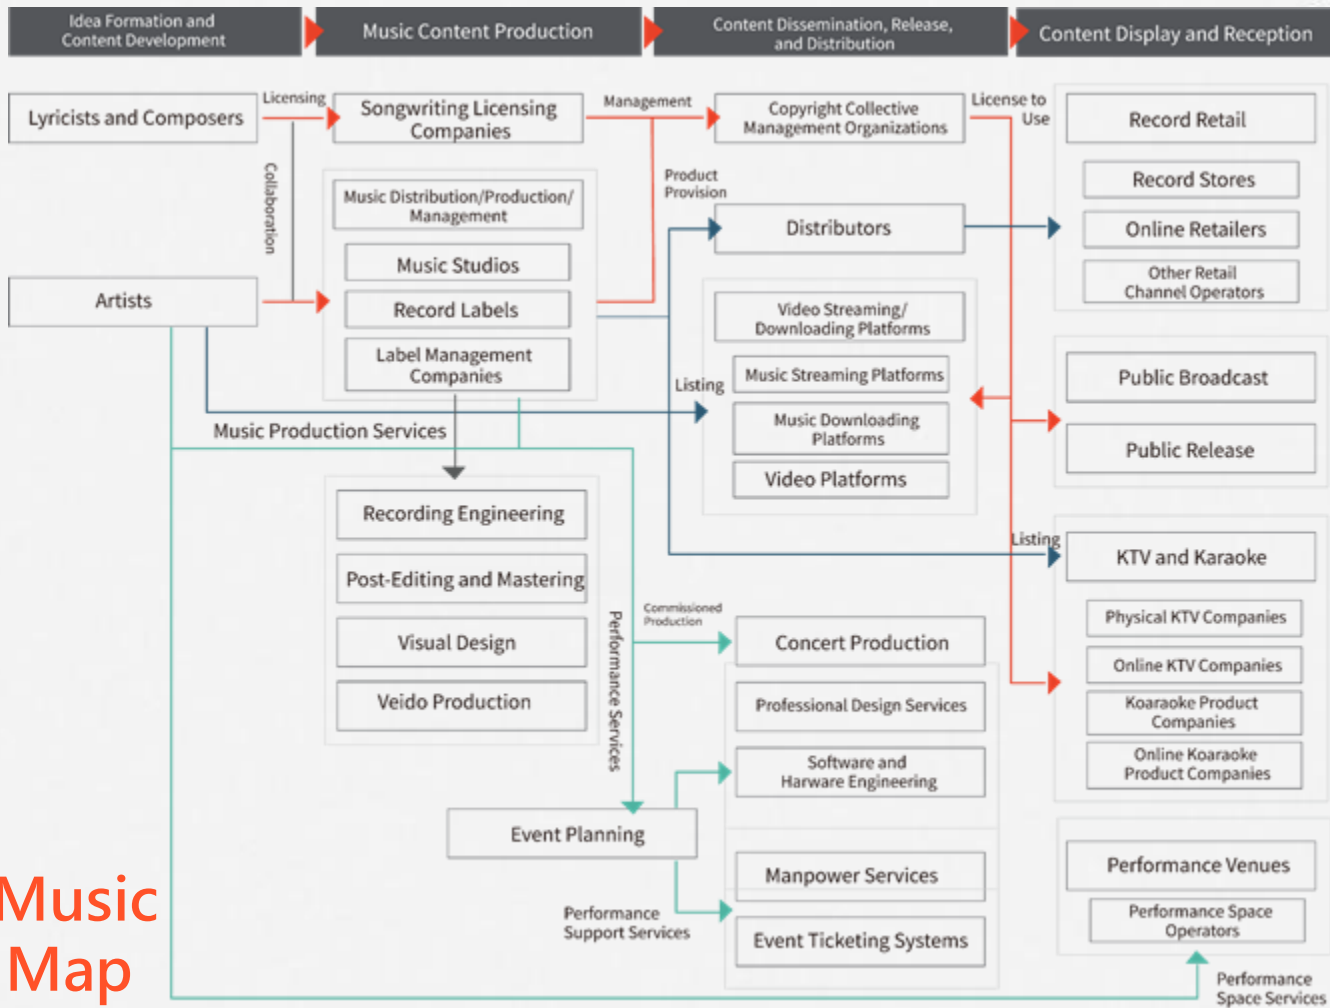 Idea Formation and
Content Development
Music Content Production
Content Dissemination, Release,
and Distribution
Content Display and Reception
Lyricists and Composers
Licensing
Songwriting Licensing
Companies
Management
Copyright Collective
Management Organizations
License to
Use
Record Retail
Collaboration
Music Distribution/Production/
Management
Product
Provision
Record Stores
Distributors
Online Retailers
Music Studios
Other Retail
Channel Operators
Artists
Record Labels
Video Streaming/
Downloading Platforms
Label Management
Companies
Listing
Music Streaming Platforms
Public Broadcast
Music Downloading
Platforms
Music Production Services
Public Release
Video Platforms
Recording Engineering
Listing
KTV and Karaoke
Post-Editing and Mastering
Performance Services
Commissioned
Production
Physical KTV Companies
Visual Design
Concert Production
Online KTV Companies
Veido Production
Professional Design Services
Koaraoke Product
Companies
Software and
Harware Engineering
Online Koaraoke
Product Companies
Event Planning
Manpower Services
Performance Venues
Music
Map
Performance
Support Services
Performance Space
Operators
Event Ticketing Systems
Performance
Space Services